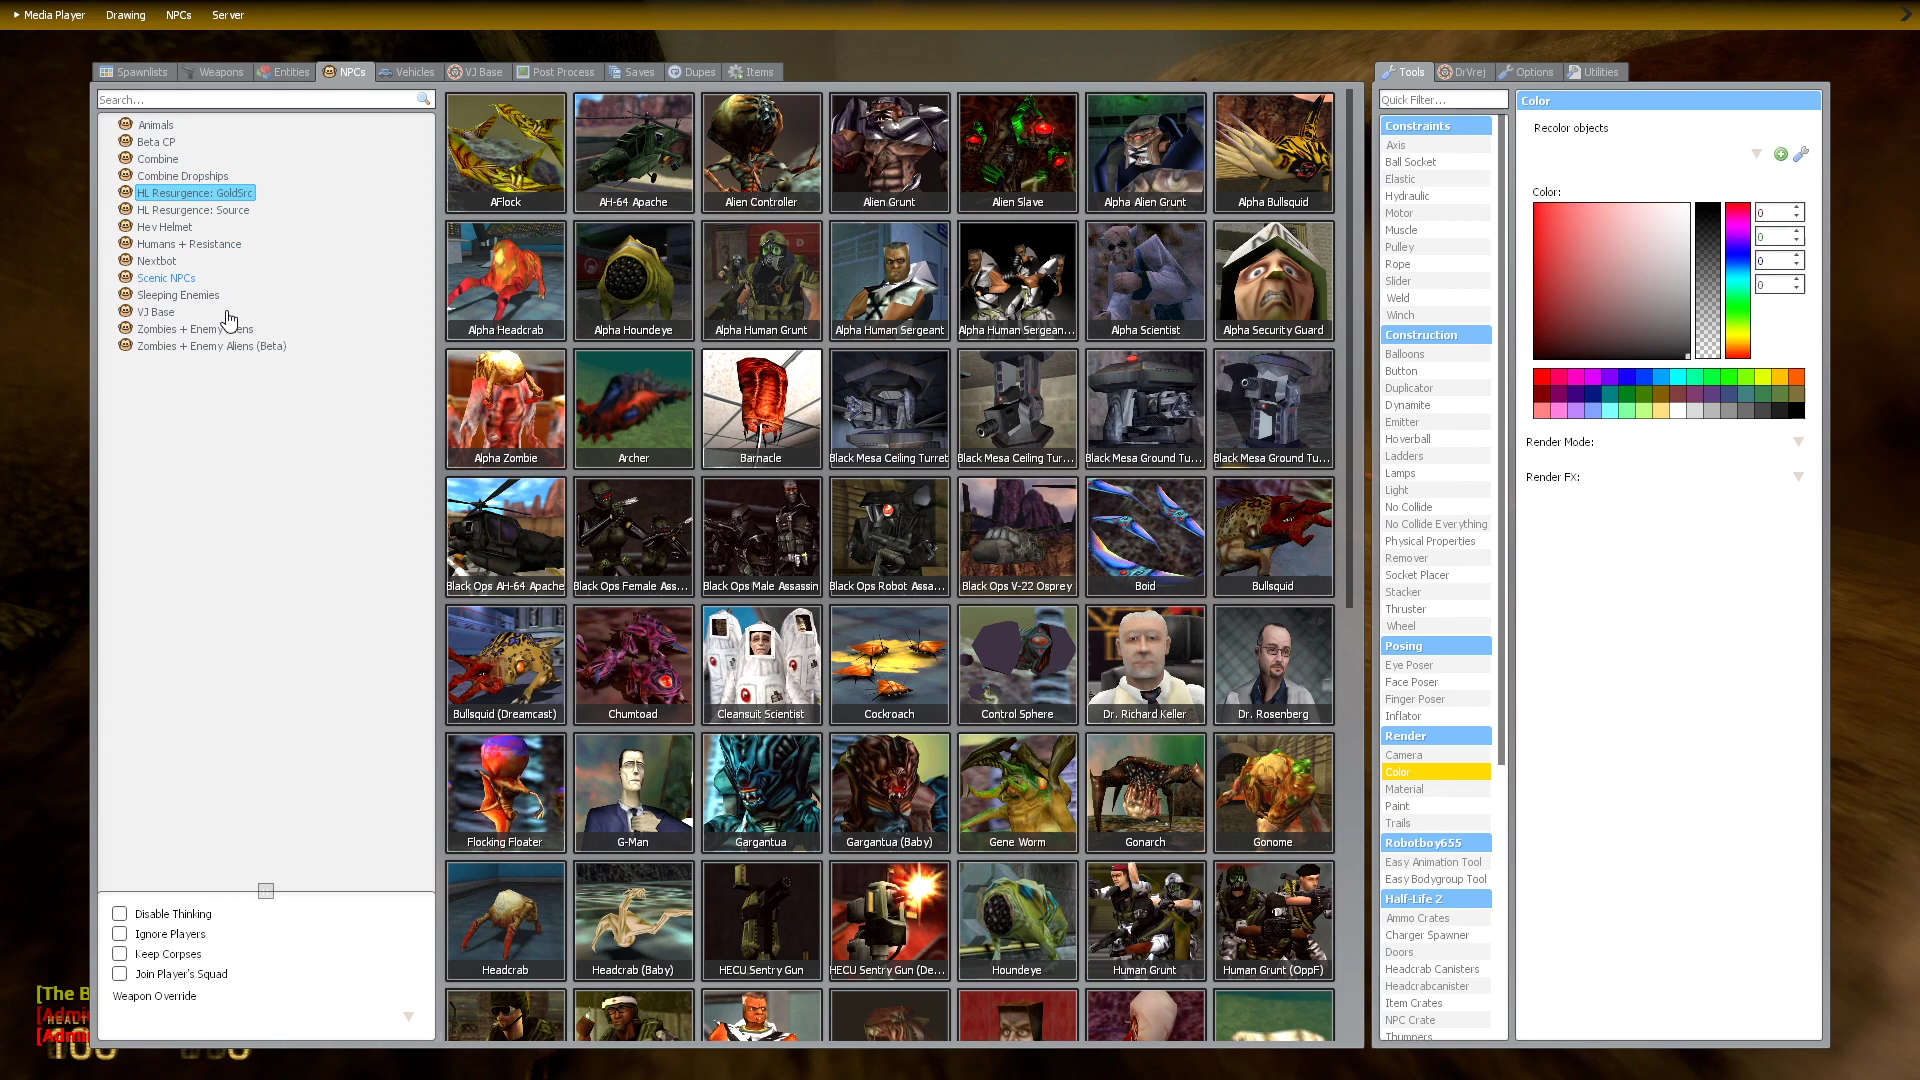 Media Player Drawing NPCs Server
Spawnlists Weapons Entities NPCs Vehicles VJ Base Post Process Saves Dupes Items
Search...
Animals
Beta CP
Combine
Combine Dropships
HL Resurgence: GoldSrc
HL Resurgence: Source
Hev Helmet
Humans + Resistance
Nextbot
Scenic NPCs
Sleeping Enemies
VJ Base
Zombies + Enemy Aliens
Zombies + Enemy Aliens (Beta)
Disable Thinking
Ignore Players
Keep Corpses
Join Player's Squad
Weapon Override
AFlock AH-64 Apache Alien Controller Alien Grunt Alien Slave Alpha Alien Grunt Alpha Bullsquid
Alpha Headcrab Alpha Houndeye Alpha Human Grunt Alpha Human Sergeant Alpha Human Sergean... Alpha Scientist Alpha Security Guard
Alpha Zombie Archer Barnacle Black Mesa Ceiling Turret Black Mesa Ceiling Tur... Black Mesa Ground Tu... Black Mesa Ground Tu...
Black Ops AH-64 Apache Black Ops Female Ass... Black Ops Male Assassin Black Ops Robot Assa... Black Ops V-22 Osprey Boid Bullsquid
Bullsquid (Dreamcast) Chumtoad Cleansuit Scientist Cockroach Control Sphere Dr. Richard Keller Dr. Rosenberg
Flocking Floater G-Man Gargantua Gargantua (Baby) Gene Worm Gonarch Gonome
Headcrab Headcrab (Baby) HECU Sentry Gun HECU Sentry Gun (De... Houndeye Human Grunt Human Grunt (OppF)
Tools DrVrej Options Utilities
Quick Filter...
Constraints
Axis
Ball Socket
Elastic
Hydraulic
Motor
Muscle
Pulley
Rope
Slider
Weld
Winch
Construction
Balloons
Button
Duplicator
Dynamite
Emitter
Hoverball
Ladders
Lamps
Light
No Collide
No Collide Everything
Physical Properties
Remover
Socket Placer
Stacker
Thruster
Wheel
Posing
Eye Poser
Face Poser
Finger Poser
Inflator
Render
Camera
Color
Material
Paint
Trails
Robotboy655
Easy Animation Tool
Easy Bodygroup Tool
Half-Life 2
Ammo Crates
Charger Spawner
Doors
Headcrab Canisters
Headcrabcanister
Item Crates
NPC Crate
Thumpers
Color
Recolor objects
Color:
0
0
0
0
Render Mode:
Render FX:
[The B
[Admi
HEALT
[Admi
100